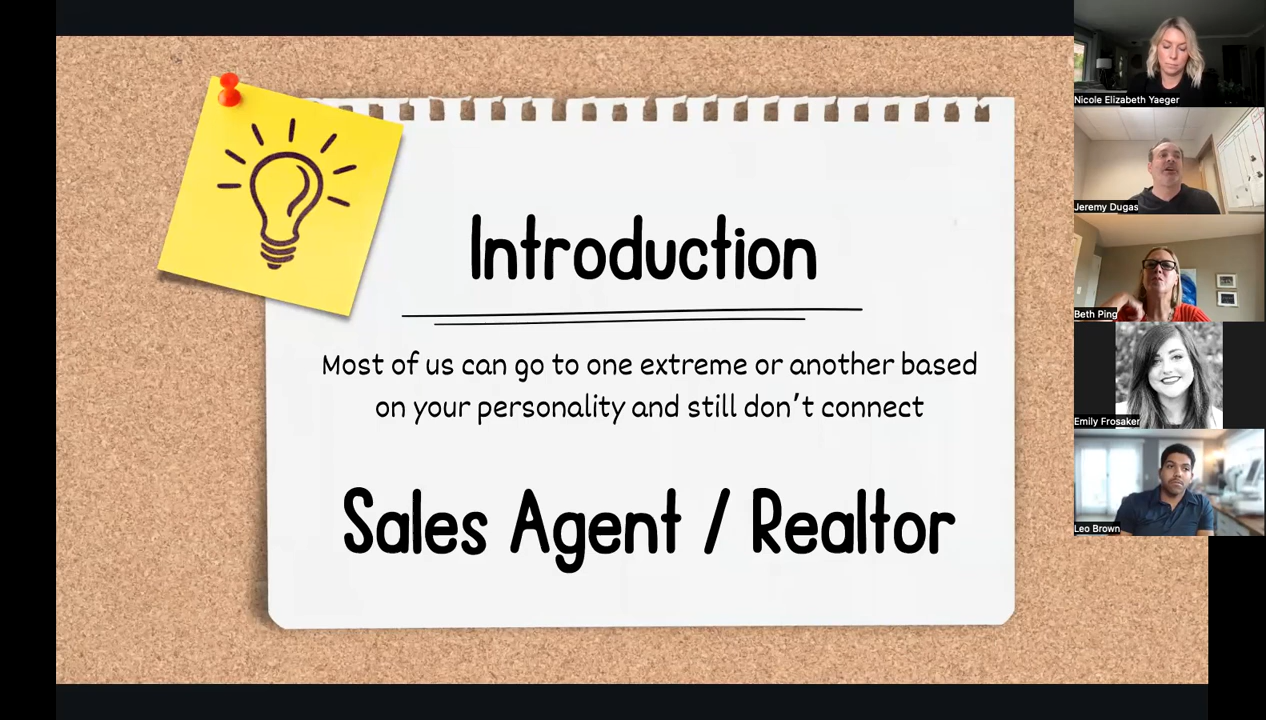 Introduction
Most of us can go to one extreme or another based
on your personality and still don't connect
Sales Agent / Realtor
Nicole Elizabeth Yaeger
Jeremy Dugas
Beth Ping
Emily Frosaker
Leo Brown